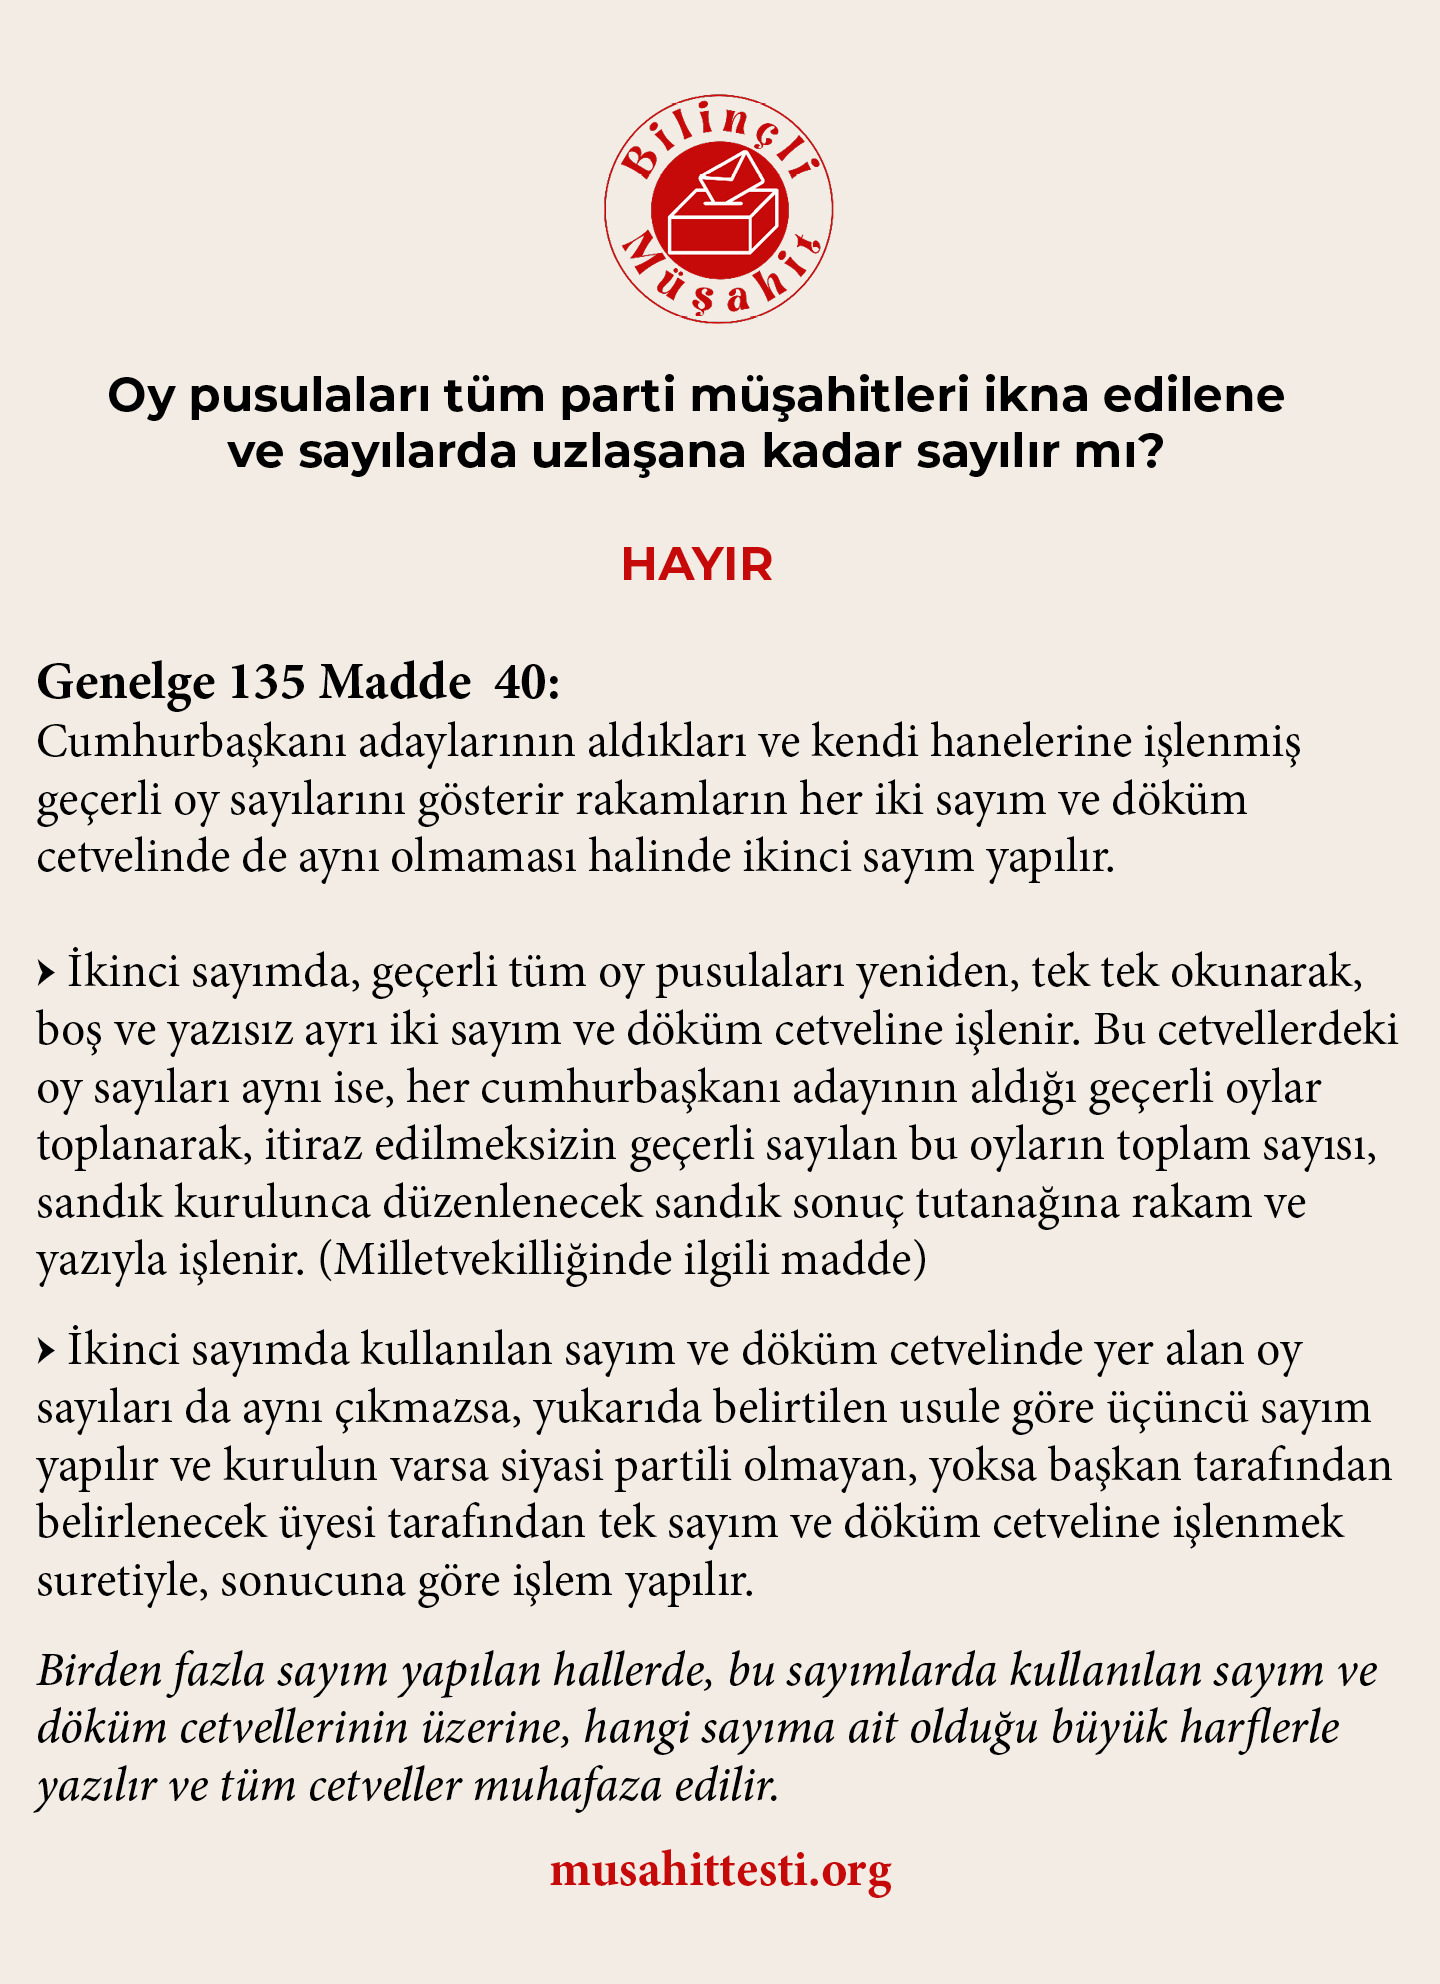 Bilinçli
Müşahit
Oy pusulaları tüm parti müşahitleri ikna edilene
ve sayılarda uzlaşana kadar sayılır mı?
HAYIR
Genelge 135 Madde  40:
Cumhurbaşkanı adaylarının aldıkları ve kendi hanelerine işlenmiş
geçerli oy sayılarını gösterir rakamların her iki sayım ve döküm
cetvelinde de aynı olmaması halinde ikinci sayım yapılır.
➤ İkinci sayımda, geçerli tüm oy pusulaları yeniden, tek tek okunarak,
boş ve yazısız ayrı iki sayım ve döküm cetveline işlenir. Bu cetvellerdeki
oy sayıları aynı ise, her cumhurbaşkanı adayının aldığı geçerli oylar
toplanarak, itiraz edilmeksizin geçerli sayılan bu oyların toplam sayısı,
sandık kurulunca düzenlenecek sandık sonuç tutanağına rakam ve
yazıyla işlenir. (Milletvekilliğinde ilgili madde)
➤ İkinci sayımda kullanılan sayım ve döküm cetvelinde yer alan oy
sayıları da aynı çıkmazsa, yukarıda belirtilen usule göre üçüncü sayım
yapılır ve kurulun varsa siyasi partili olmayan, yoksa başkan tarafından
belirlenecek üyesi tarafından tek sayım ve döküm cetveline işlenmek
suretiyle, sonucuna göre işlem yapılır.
Birden fazla sayım yapılan hallerde, bu sayımlarda kullanılan sayım ve
döküm cetvellerinin üzerine, hangi sayıma ait olduğu büyük harflerle
yazılır ve tüm cetveller muhafaza edilir.
musahittesti.org